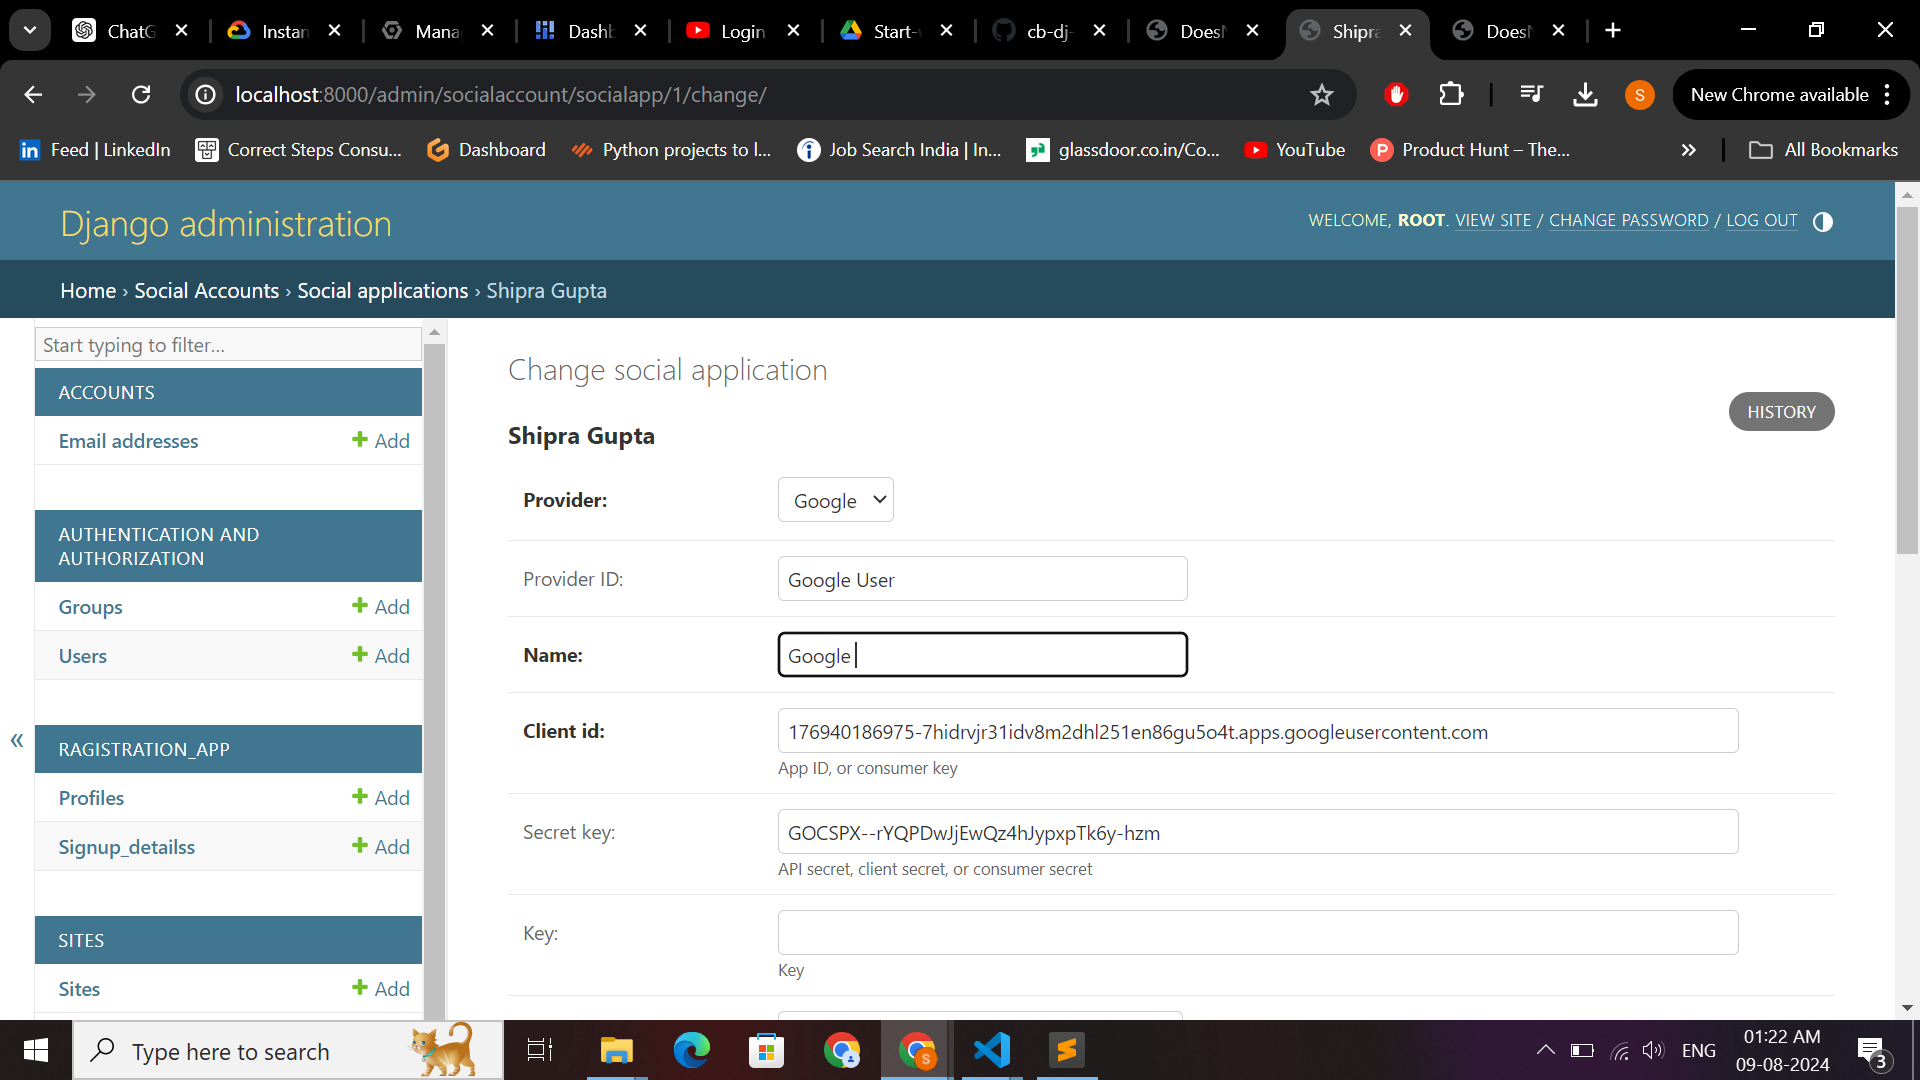 ChatG
Instan
Mana
Dashb
Login
Start-
cb-dj-
Does
Shipra
Does
localhost:8000/admin/socialaccount/socialapp/1/change/
S
New Chrome available
Feed | LinkedIn
Correct Steps Consu...
Dashboard
Python projects to l...
Job Search India | In...
glassdoor.co.in/Co...
YouTube
Product Hunt – The...
»
All Bookmarks
Django administration
WELCOME, ROOT. VIEW SITE / CHANGE PASSWORD / LOG OUT
Home › Social Accounts › Social applications › Shipra Gupta
Start typing to filter...
ACCOUNTS
Email addresses
Add
AUTHENTICATION AND
AUTHORIZATION
Groups
Add
Users
Add
«
RAGISTRATION_APP
Profiles
Add
Signup_detailss
Add
SITES
Sites
Add
Change social application
HISTORY
Shipra Gupta
Provider:
Google
Provider ID:
Google User
Name:
Google
Client id:
176940186975-7hidrvjr31idv8m2dhl251en86gu5o4t.apps.googleusercontent.com
App ID, or consumer key
Secret key:
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
API secret, client secret, or consumer secret
Key:
Key
Type here to search
ENG
01:22 AM
09-08-2024
3